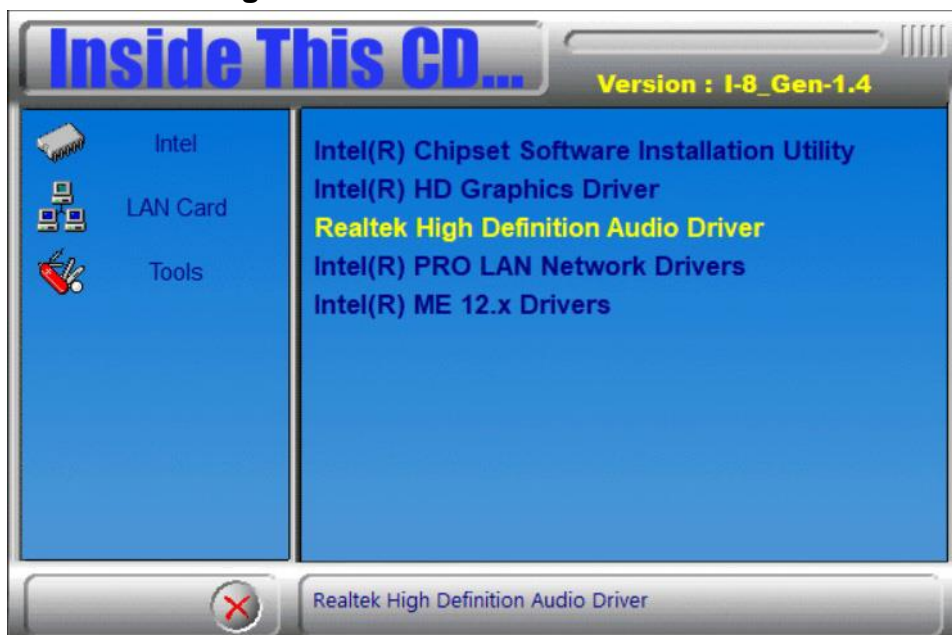 Inside This CD...
Version : I-8_Gen-1.4
Intel
LAN Card
Tools
Intel(R) Chipset Software Installation Utility
Intel(R) HD Graphics Driver
Realtek High Definition Audio Driver
Intel(R) PRO LAN Network Drivers
Intel(R) ME 12.x Drivers
Realtek High Definition Audio Driver